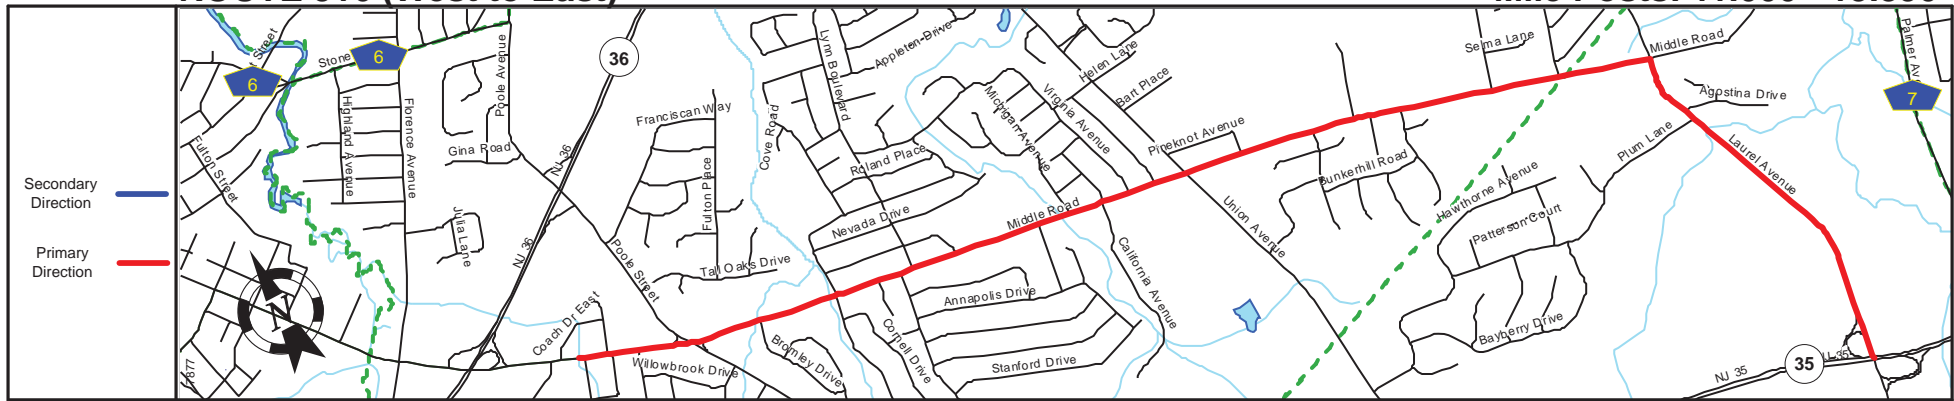 Secondary
Direction
Primary
Direction
6
6
Stone
Street
Fulton Street
Highland Avenue
Florence Avenue
Poole Avenue
Gina Road
Julia Lane
36
NJ 36
NJ 36
Franciscan Way
Fulton Place
Cove Road
Poole Street
Tall Oaks Drive
Coach Dr East
Willowbrook Drive
Bromley Drive
Cornell Drive
Lynn Boulevard
Appleton Drive
Roland Place
Nevada Drive
Middle Road
Annapolis Drive
Stanford Drive
Michigan Avenue
Virginia Avenue
Helen Lane
Bart Place
Pineknot Avenue
California Avenue
Union Avenue
Bunkerhill Road
Selma Lane
Middle Road
Agostina Drive
Plum Lane
Laurel Avenue
Hawthorne Avenue
Patterson Court
Bayberry Drive
NJ 35
35
7
N